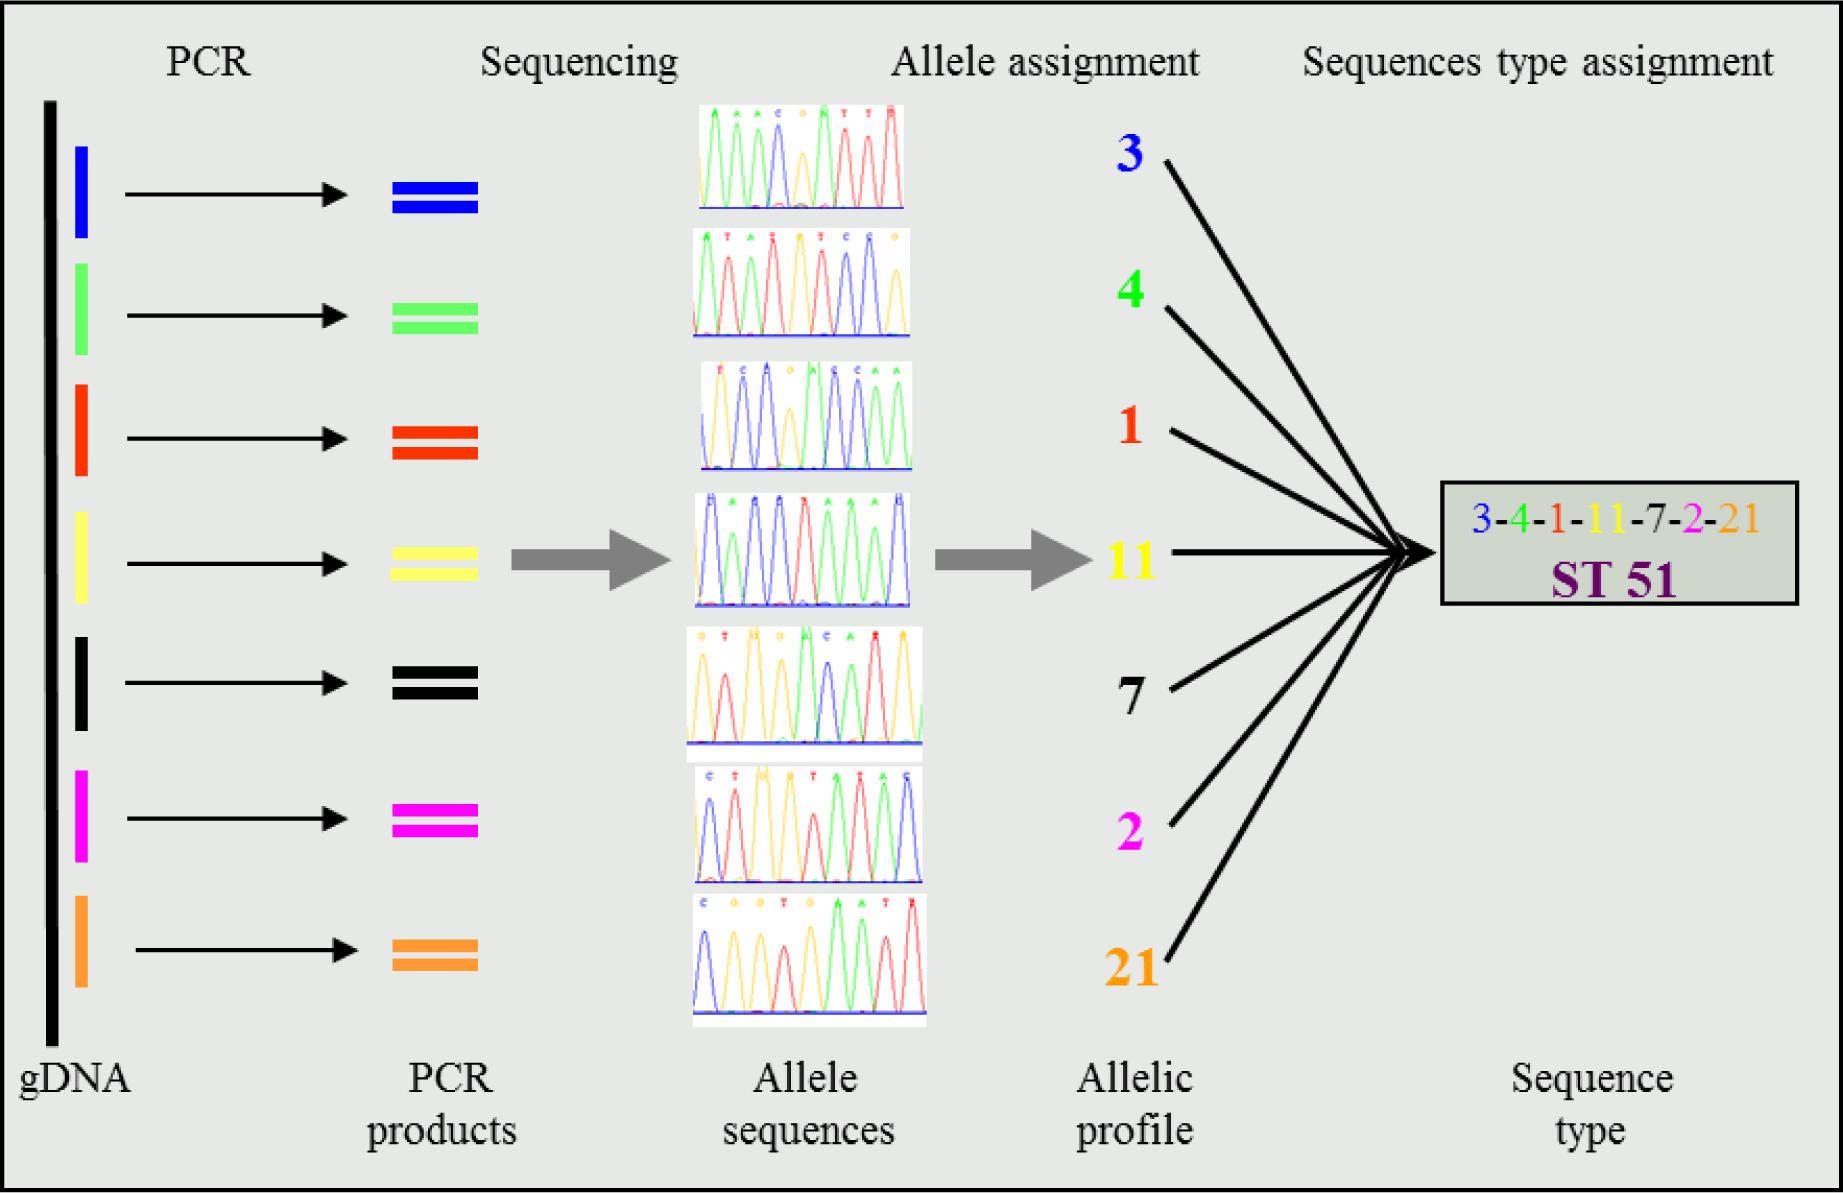 PCR Sequencing Allele assignment Sequences type assignment
3
4
1
11
7
2
21
3-4-1-11-7-2-21
ST 51
gDNA PCR Allele Allelic Sequence
products sequences profile type